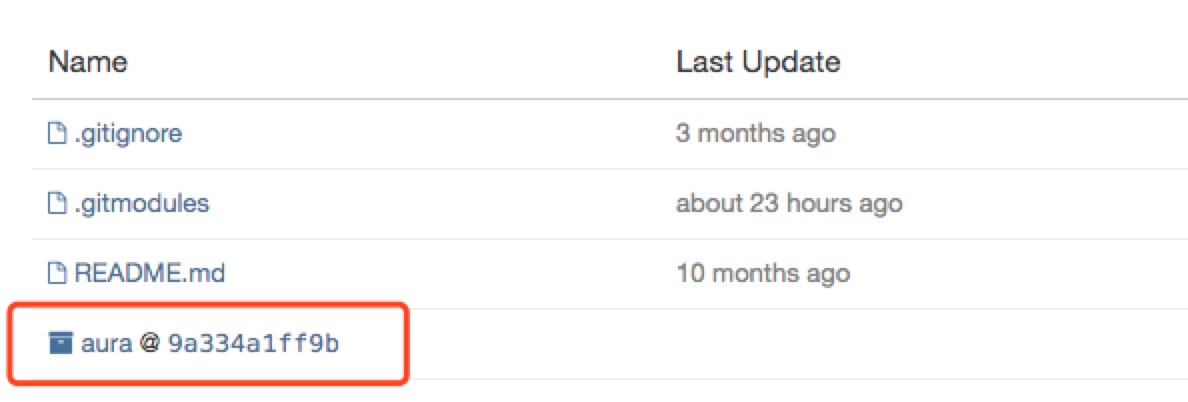 Name Last Update
.gitignore 3 months ago
.gitmodules about 23 hours ago
README.md 10 months ago
aura @ 9a334a1ff9b